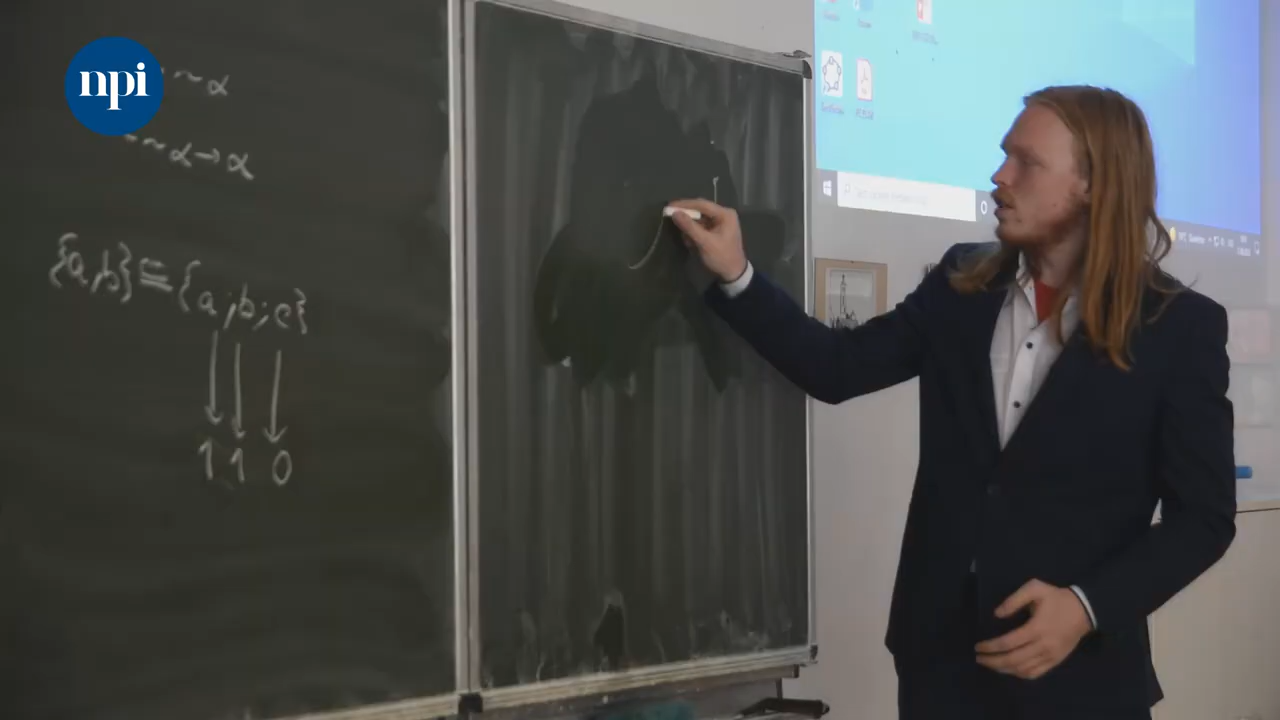 npi
~ α
~ ~ α → α
{a,b} ⊆ {a;b;c}
↓ ↓ ↓
1 1 0